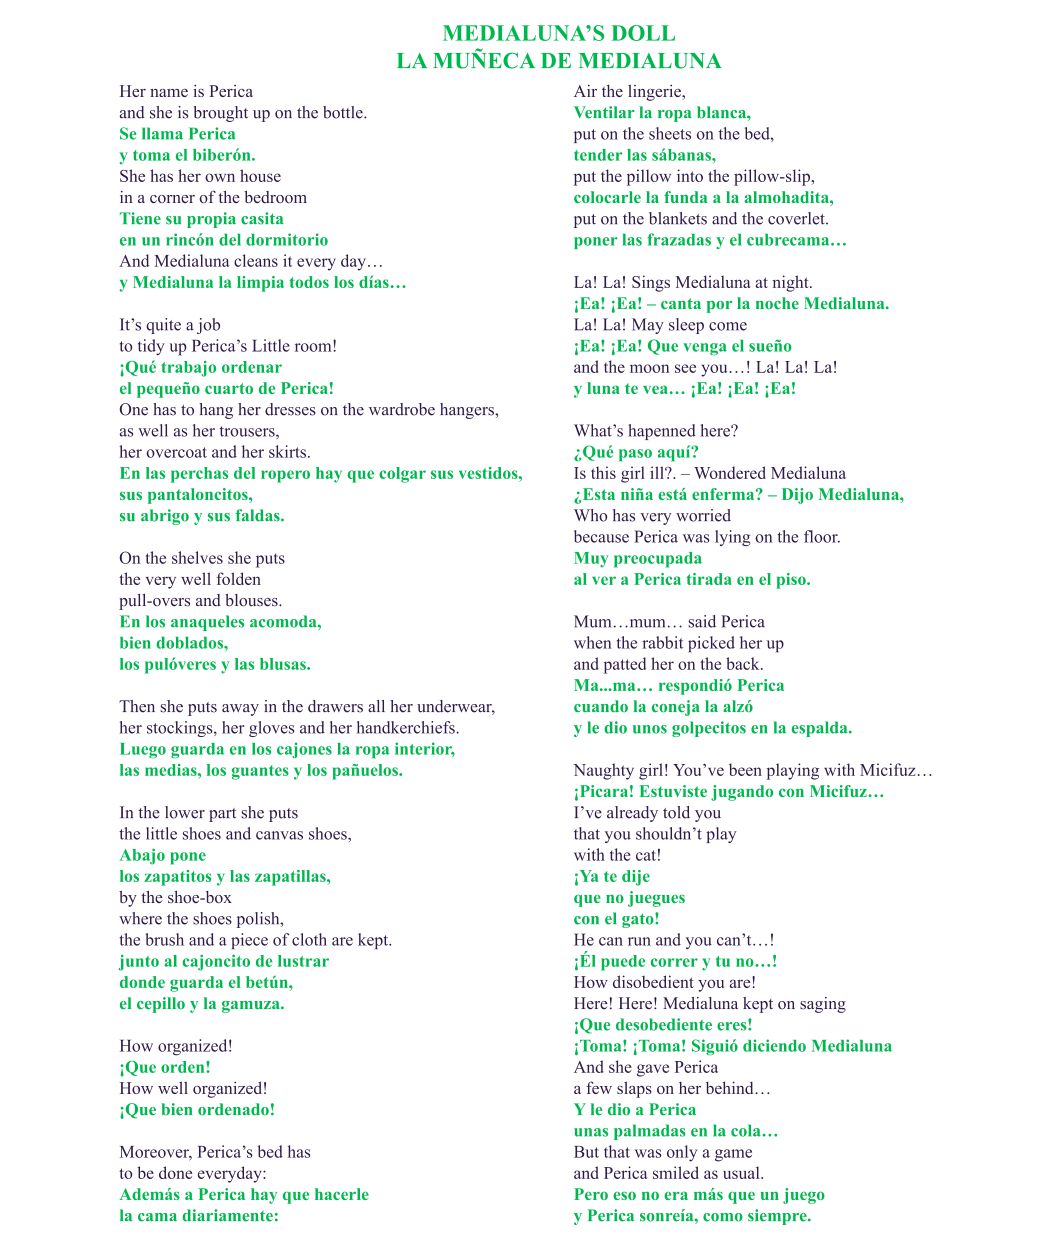 MEDIALUNA’S DOLL
LA MUÑECA DE MEDIALUNA
Her name is Perica
and she is brought up on the bottle.
Se llama Perica
y toma el biberón.
She has her own house
in a corner of the bedroom
Tiene su propia casita
en un rincón del dormitorio
And Medialuna cleans it every day…
y Medialuna la limpia todos los días…
It’s quite a job
to tidy up Perica’s Little room!
¡Qué trabajo ordenar
el pequeño cuarto de Perica!
One has to hang her dresses on the wardrobe hangers,
as well as her trousers,
her overcoat and her skirts.
En las perchas del ropero hay que colgar sus vestidos,
sus pantaloncitos,
su abrigo y sus faldas.
On the shelves she puts
the very well folden
pull-overs and blouses.
En los anaqueles acomoda,
bien doblados,
los pulóveres y las blusas.
Then she puts away in the drawers all her underwear,
her stockings, her gloves and her handkerchiefs.
Luego guarda en los cajones la ropa interior,
las medias, los guantes y los pañuelos.
In the lower part she puts
the little shoes and canvas shoes,
Abajo pone
los zapatitos y las zapatillas,
by the shoe-box
where the shoes polish,
the brush and a piece of cloth are kept.
junto al cajoncito de lustrar
donde guarda el betún,
el cepillo y la gamuza.
How organized!
¡Que orden!
How well organized!
¡Que bien ordenado!
Moreover, Perica’s bed has
to be done everyday:
Además a Perica hay que hacerle
la cama diariamente:
Air the lingerie,
Ventilar la ropa blanca,
put on the sheets on the bed,
tender las sábanas,
put the pillow into the pillow-slip,
colocarle la funda a la almohadita,
put on the blankets and the coverlet.
poner las frazadas y el cubrecama…
La! La! Sings Medialuna at night.
¡Ea! ¡Ea! – canta por la noche Medialuna.
La! La! May sleep come
¡Ea! ¡Ea! Que venga el sueño
and the moon see you…! La! La! La!
y luna te vea… ¡Ea! ¡Ea! ¡Ea!
What’s hapenned here?
¿Qué paso aquí?
Is this girl ill?. – Wondered Medialuna
¿Esta niña está enferma? – Dijo Medialuna,
Who has very worried
because Perica was lying on the floor.
Muy preocupada
al ver a Perica tirada en el piso.
Mum…mum… said Perica
when the rabbit picked her up
and patted her on the back.
Ma...ma… respondió Perica
cuando la coneja la alzó
y le dio unos golpecitos en la espalda.
Naughty girl! You’ve been playing with Micifuz…
¡Picara! Estuviste jugando con Micifuz…
I’ve already told you
that you shouldn’t play
with the cat!
¡Ya te dije
que no juegues
con el gato!
He can run and you can’t…!
¡Él puede correr y tu no…!
How disobedient you are!
Here! Here! Medialuna kept on saging
¡Que desobediente eres!
¡Toma! ¡Toma! Siguió diciendo Medialuna
And she gave Perica
a few slaps on her behind…
Y le dio a Perica
unas palmadas en la cola…
But that was only a game
and Perica smiled as usual.
Pero eso no era más que un juego
y Perica sonreía, como siempre.